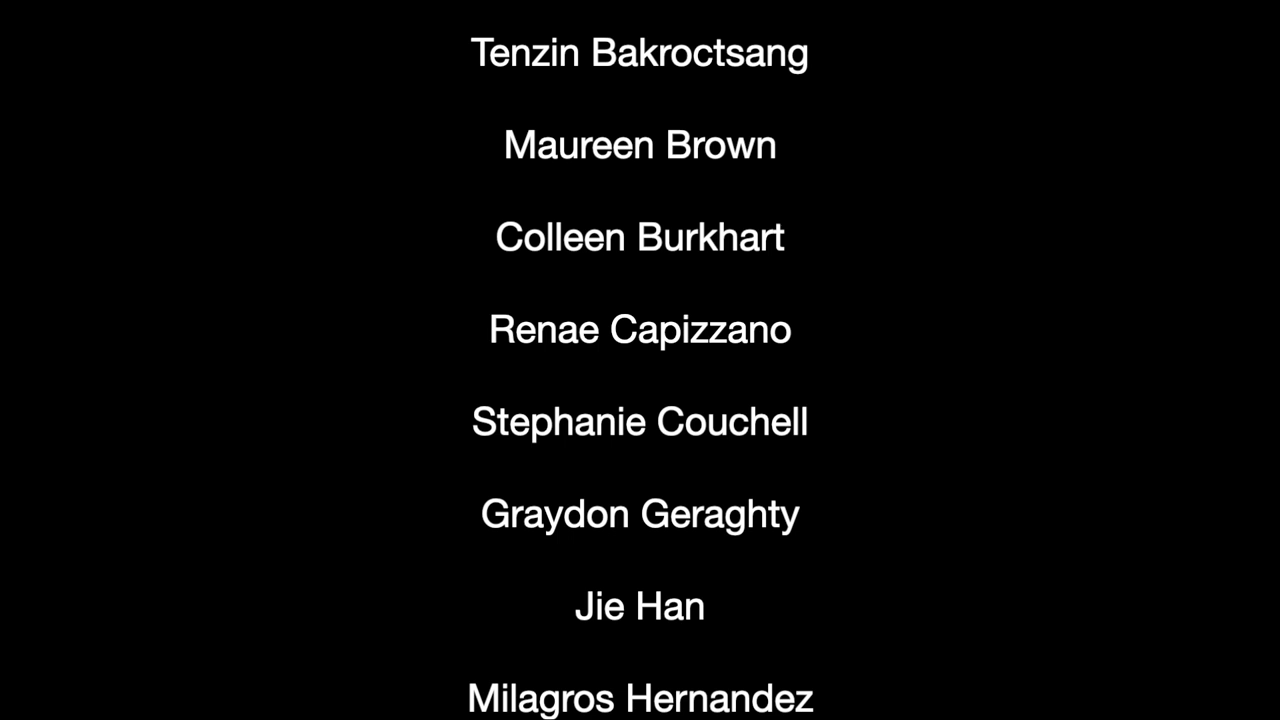 Tenzin Bakroctsang
Maureen Brown
Colleen Burkhart
Renae Capizzano
Stephanie Couchell
Graydon Geraghty
Jie Han
Milagros Hernandez